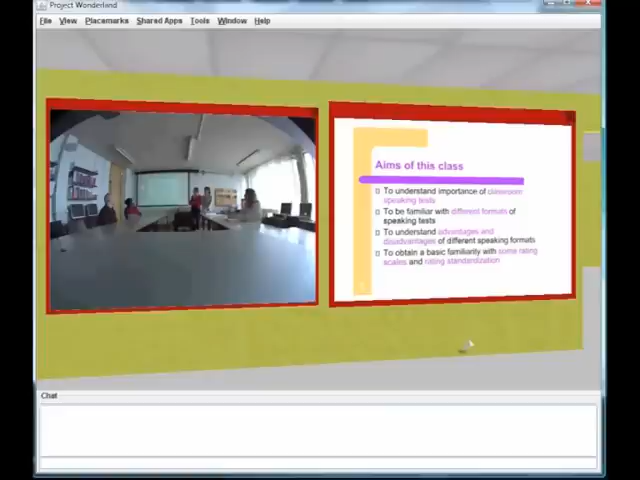 Project Wonderland
File View Placemarks Shared Apps Tools Window Help
Aims of this class
To understand importance of classroom
speaking tests
To be familiar with different formats of
speaking tests
To understand advantages and
disadvantages of different speaking formats
To obtain a basic familiarity with some rating
scales and rating standardization
Chat